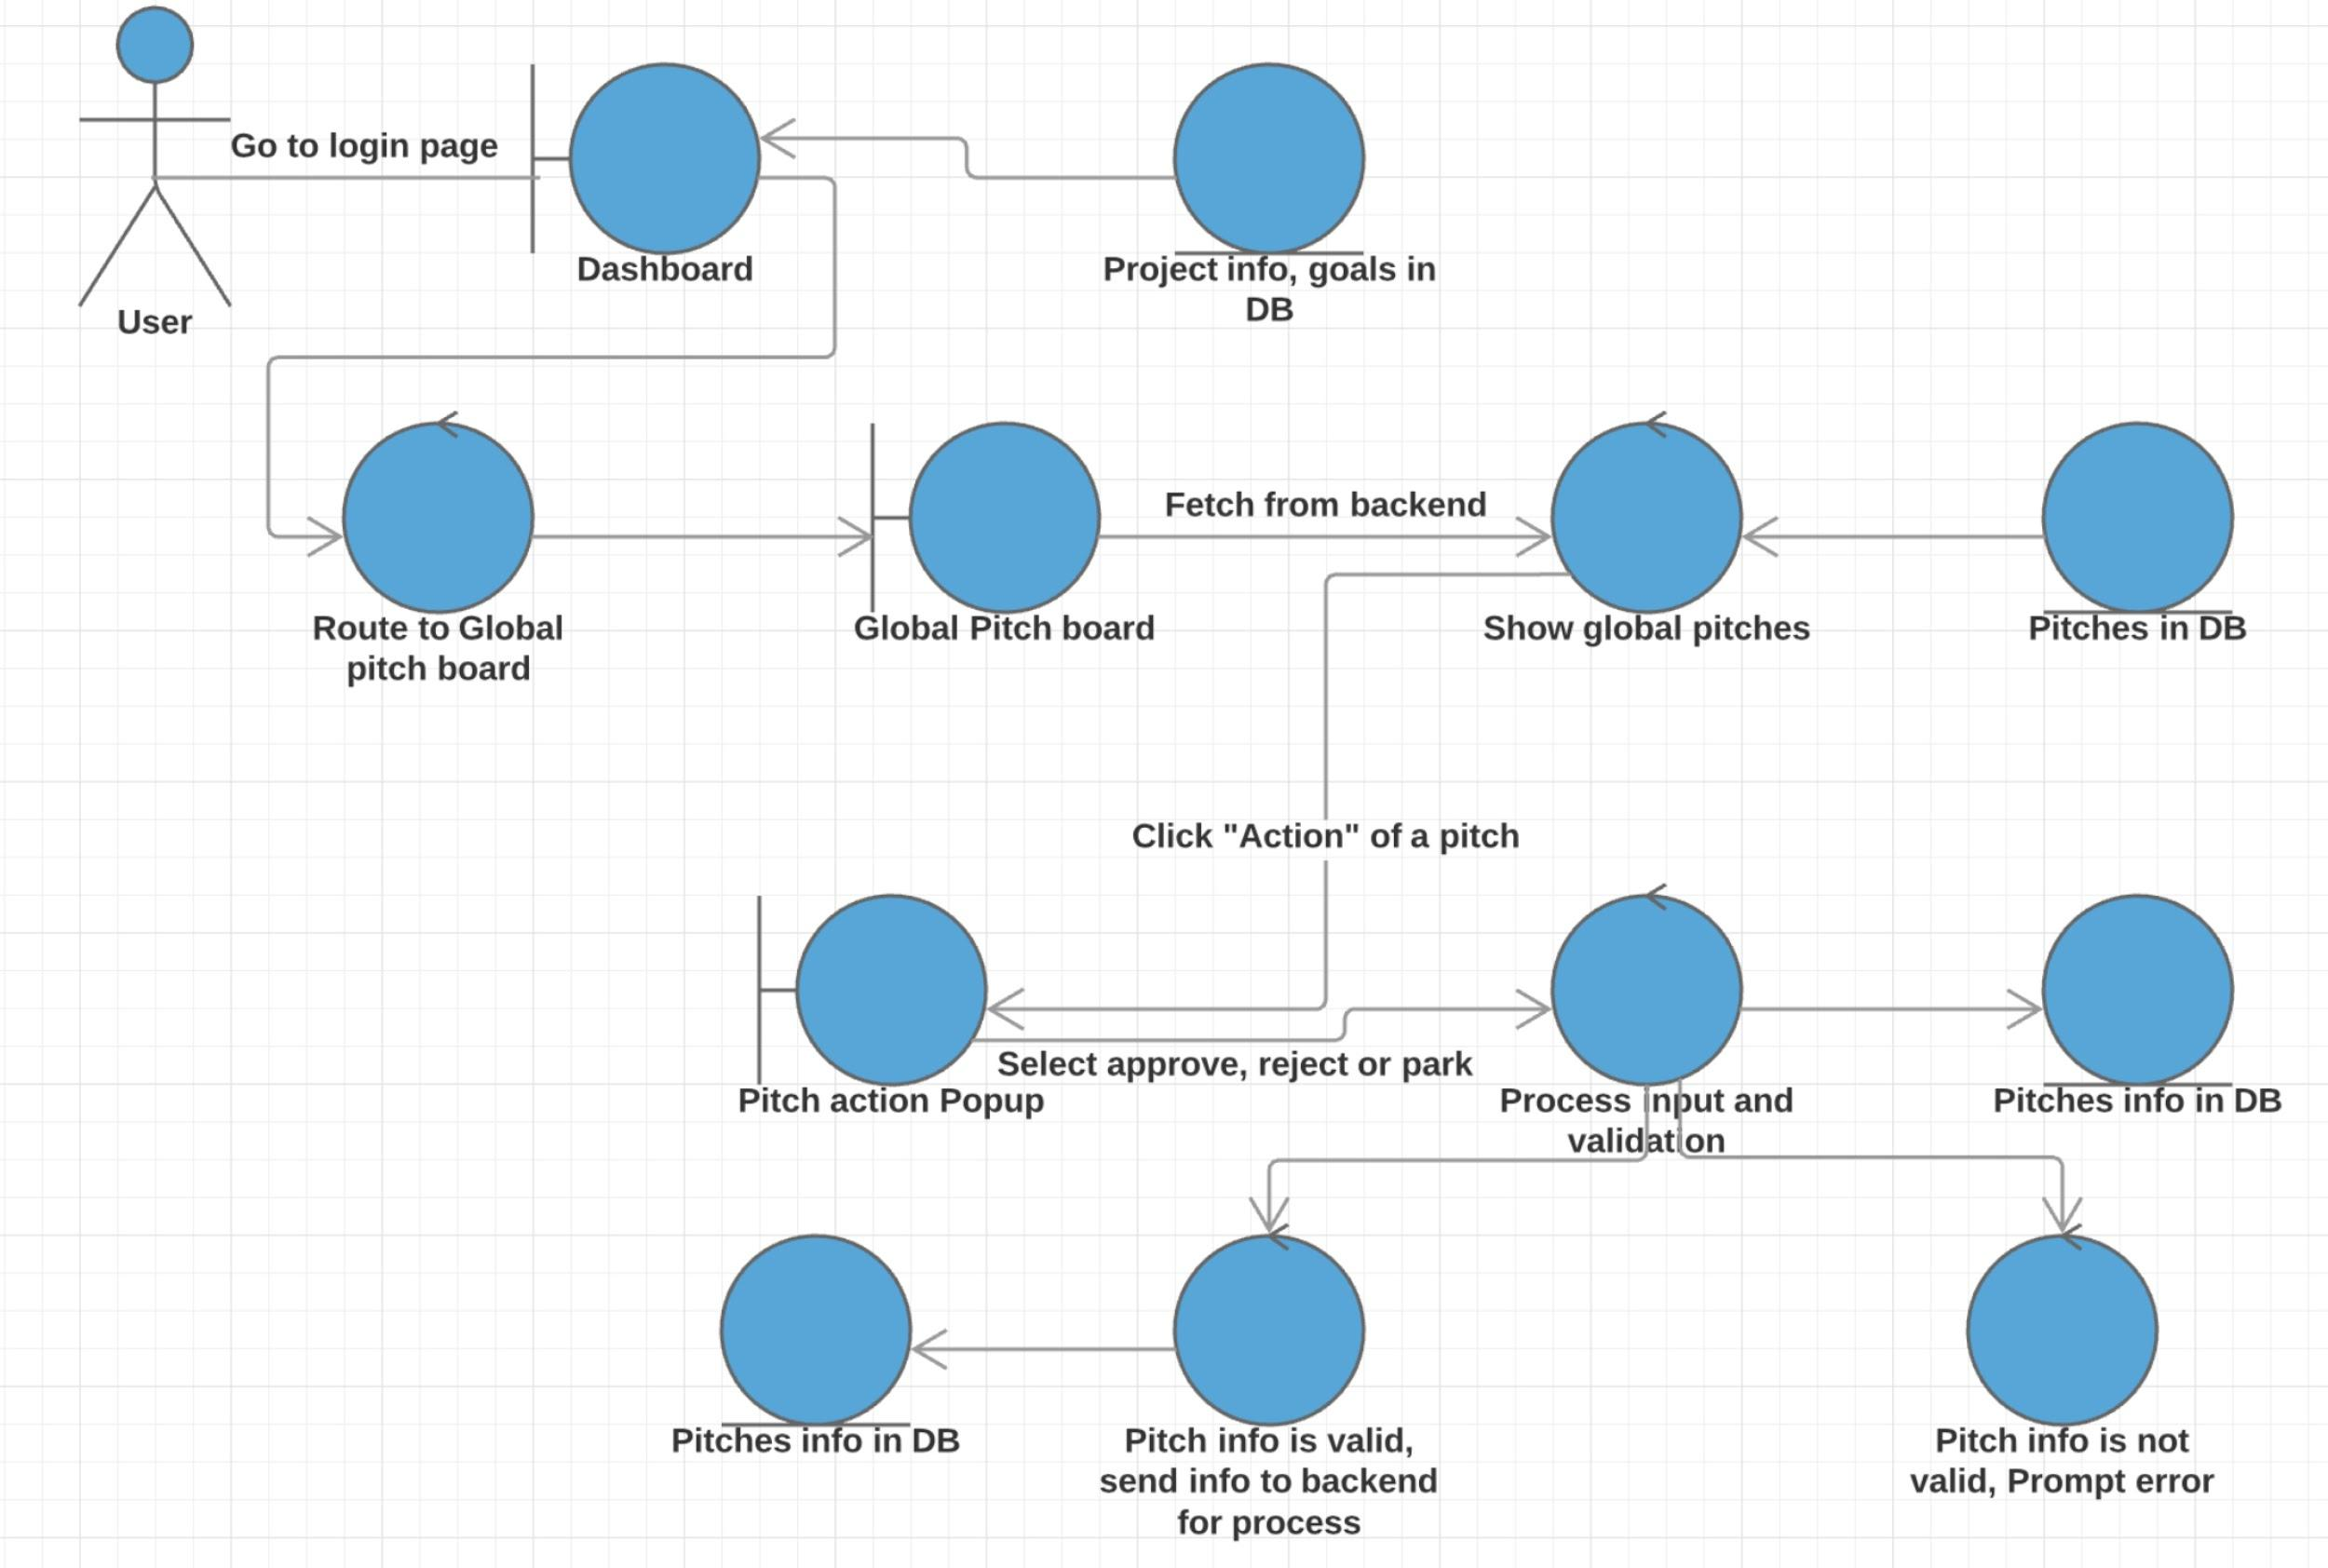 Go to login page
User
Dashboard
Project info, goals in
DB
Route to Global
pitch board
Global Pitch board
Fetch from backend
Show global pitches
Pitches in DB
Click "Action" of a pitch
Pitch action Popup
Select approve, reject or park
Process input and
validation
Pitches info in DB
Pitches info in DB
Pitch info is valid,
send info to backend
for process
Pitch info is not
valid, Prompt error